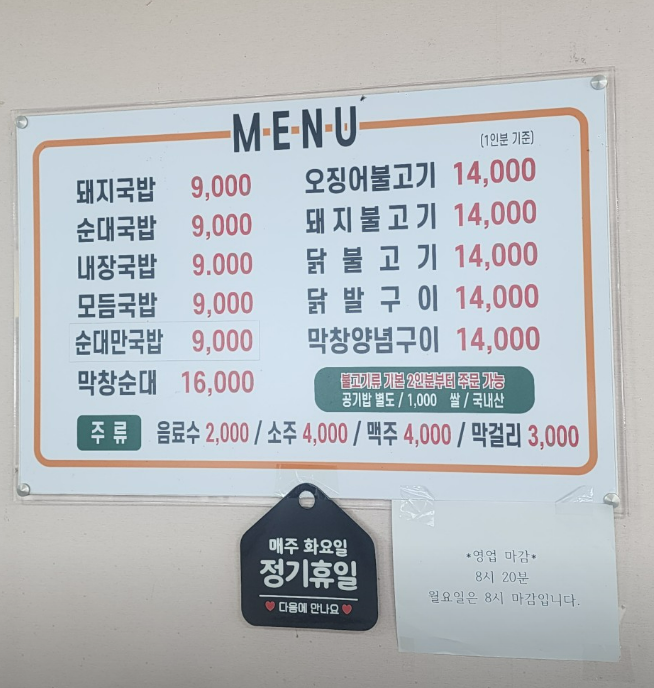 MENU
(1인분 기준)
돼지국밥 9,000
순대국밥 9,000
내장국밥 9.000
모듬국밥 9,000
순대만국밥 9,000
막창순대 16,000
오징어불고기 14,000
돼지불고기 14,000
닭불고기 14,000
닭발구이 14,000
막창양념구이 14,000
불고기류 기본 2인분부터 주문 가능
공기밥 별도 / 1,000 쌀 / 국내산
주류 음료수 2,000 / 소주 4,000 / 맥주 4,000 / 막걸리 3,000
매주 화요일
정기휴일
♥ 다음에 만나요 ♥
*영업 마감*
8시 20분
월요일은 8시 마감입니다.